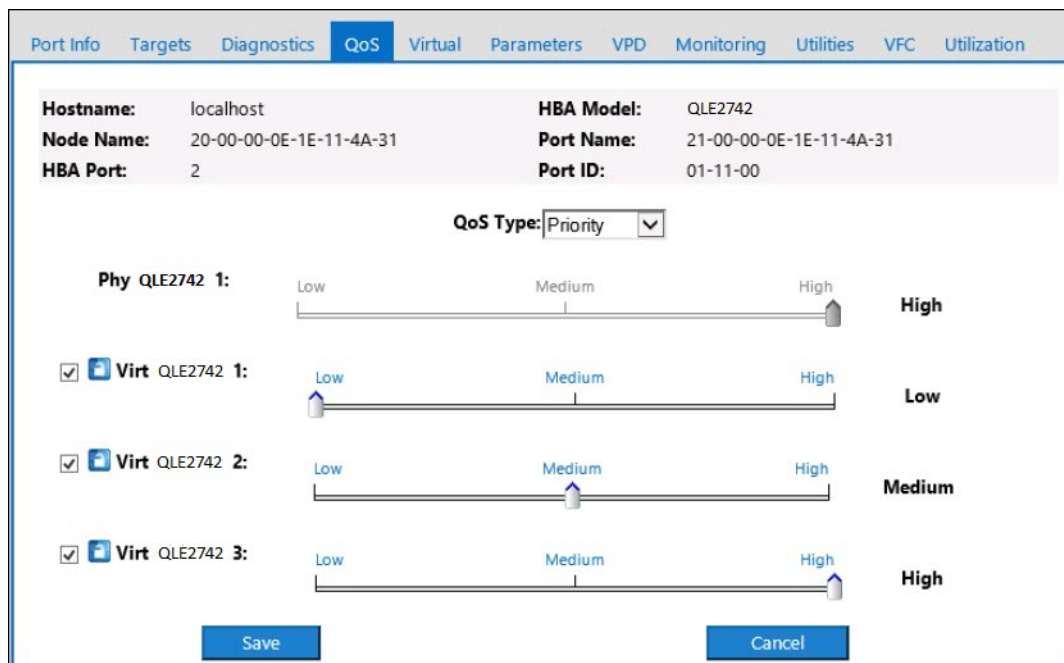 Port Info Targets Diagnostics QoS Virtual Parameters VPD Monitoring Utilities VFC Utilization
Hostname: localhost HBA Model: QLE2742
Node Name: 20-00-00-0E-1E-11-4A-31 Port Name: 21-00-00-0E-1E-11-4A-31
HBA Port: 2 Port ID: 01-11-00
QoS Type: Priority
Phy QLE2742 1: Low Medium High High
Virt QLE2742 1: Low Medium High Low
Virt QLE2742 2: Low Medium High Medium
Virt QLE2742 3: Low Medium High High
Save Cancel